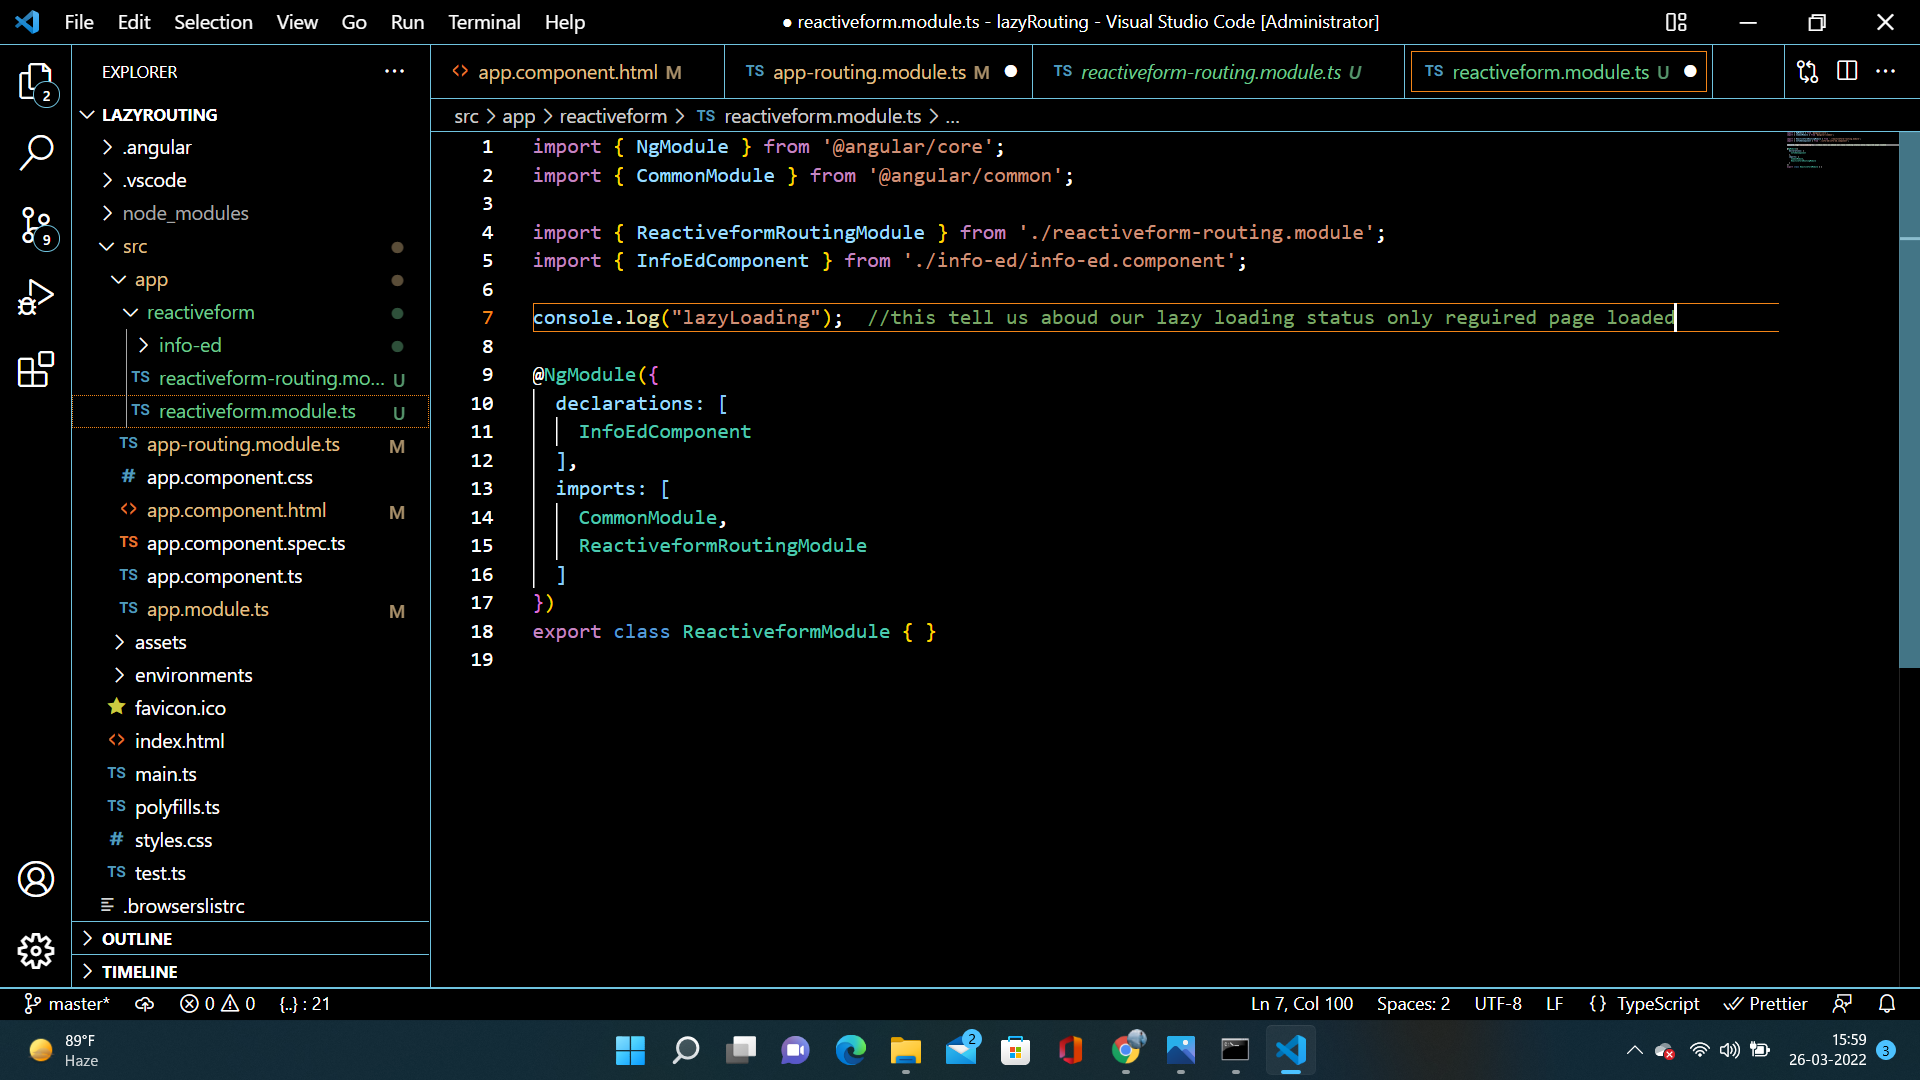 File Edit Selection View Go Run Terminal Help
● reactiveform.module.ts - lazyRouting - Visual Studio Code [Administrator]
EXPLORER
app.component.html M
TS app-routing.module.ts M
TS reactiveform-routing.module.ts U
TS reactiveform.module.ts U
src > app > reactiveform > TS reactiveform.module.ts > ...
2
9
LAZYROUTING
.angular
.vscode
node_modules
src
app
reactiveform
info-ed
TS reactiveform-routing.mo... U
TS reactiveform.module.ts U
TS app-routing.module.ts M
# app.component.css
<> app.component.html M
TS app.component.spec.ts
TS app.component.ts
TS app.module.ts M
assets
environments
favicon.ico
<> index.html
TS main.ts
TS polyfills.ts
# styles.css
TS test.ts
.browserslistrc
OUTLINE
TIMELINE
1 import { NgModule } from '@angular/core';
2 import { CommonModule } from '@angular/common';
3
4 import { ReactiveformRoutingModule } from './reactiveform-routing.module';
5 import { InfoEdComponent } from './info-ed/info-ed.component';
6
7 console.log("lazyLoading");  //this tell us aboud our lazy loading status only reguired page loaded
8
9 @NgModule({
10   declarations: [
11     InfoEdComponent
12   ],
13   imports: [
14     CommonModule,
15     ReactiveformRoutingModule
16   ]
17 })
18 export class ReactiveformModule { }
19
master* 0 0 {..} : 21
Ln 7, Col 100 Spaces: 2 UTF-8 LF {} TypeScript Prettier
89°F
Haze
2
15:59
26-03-2022
3